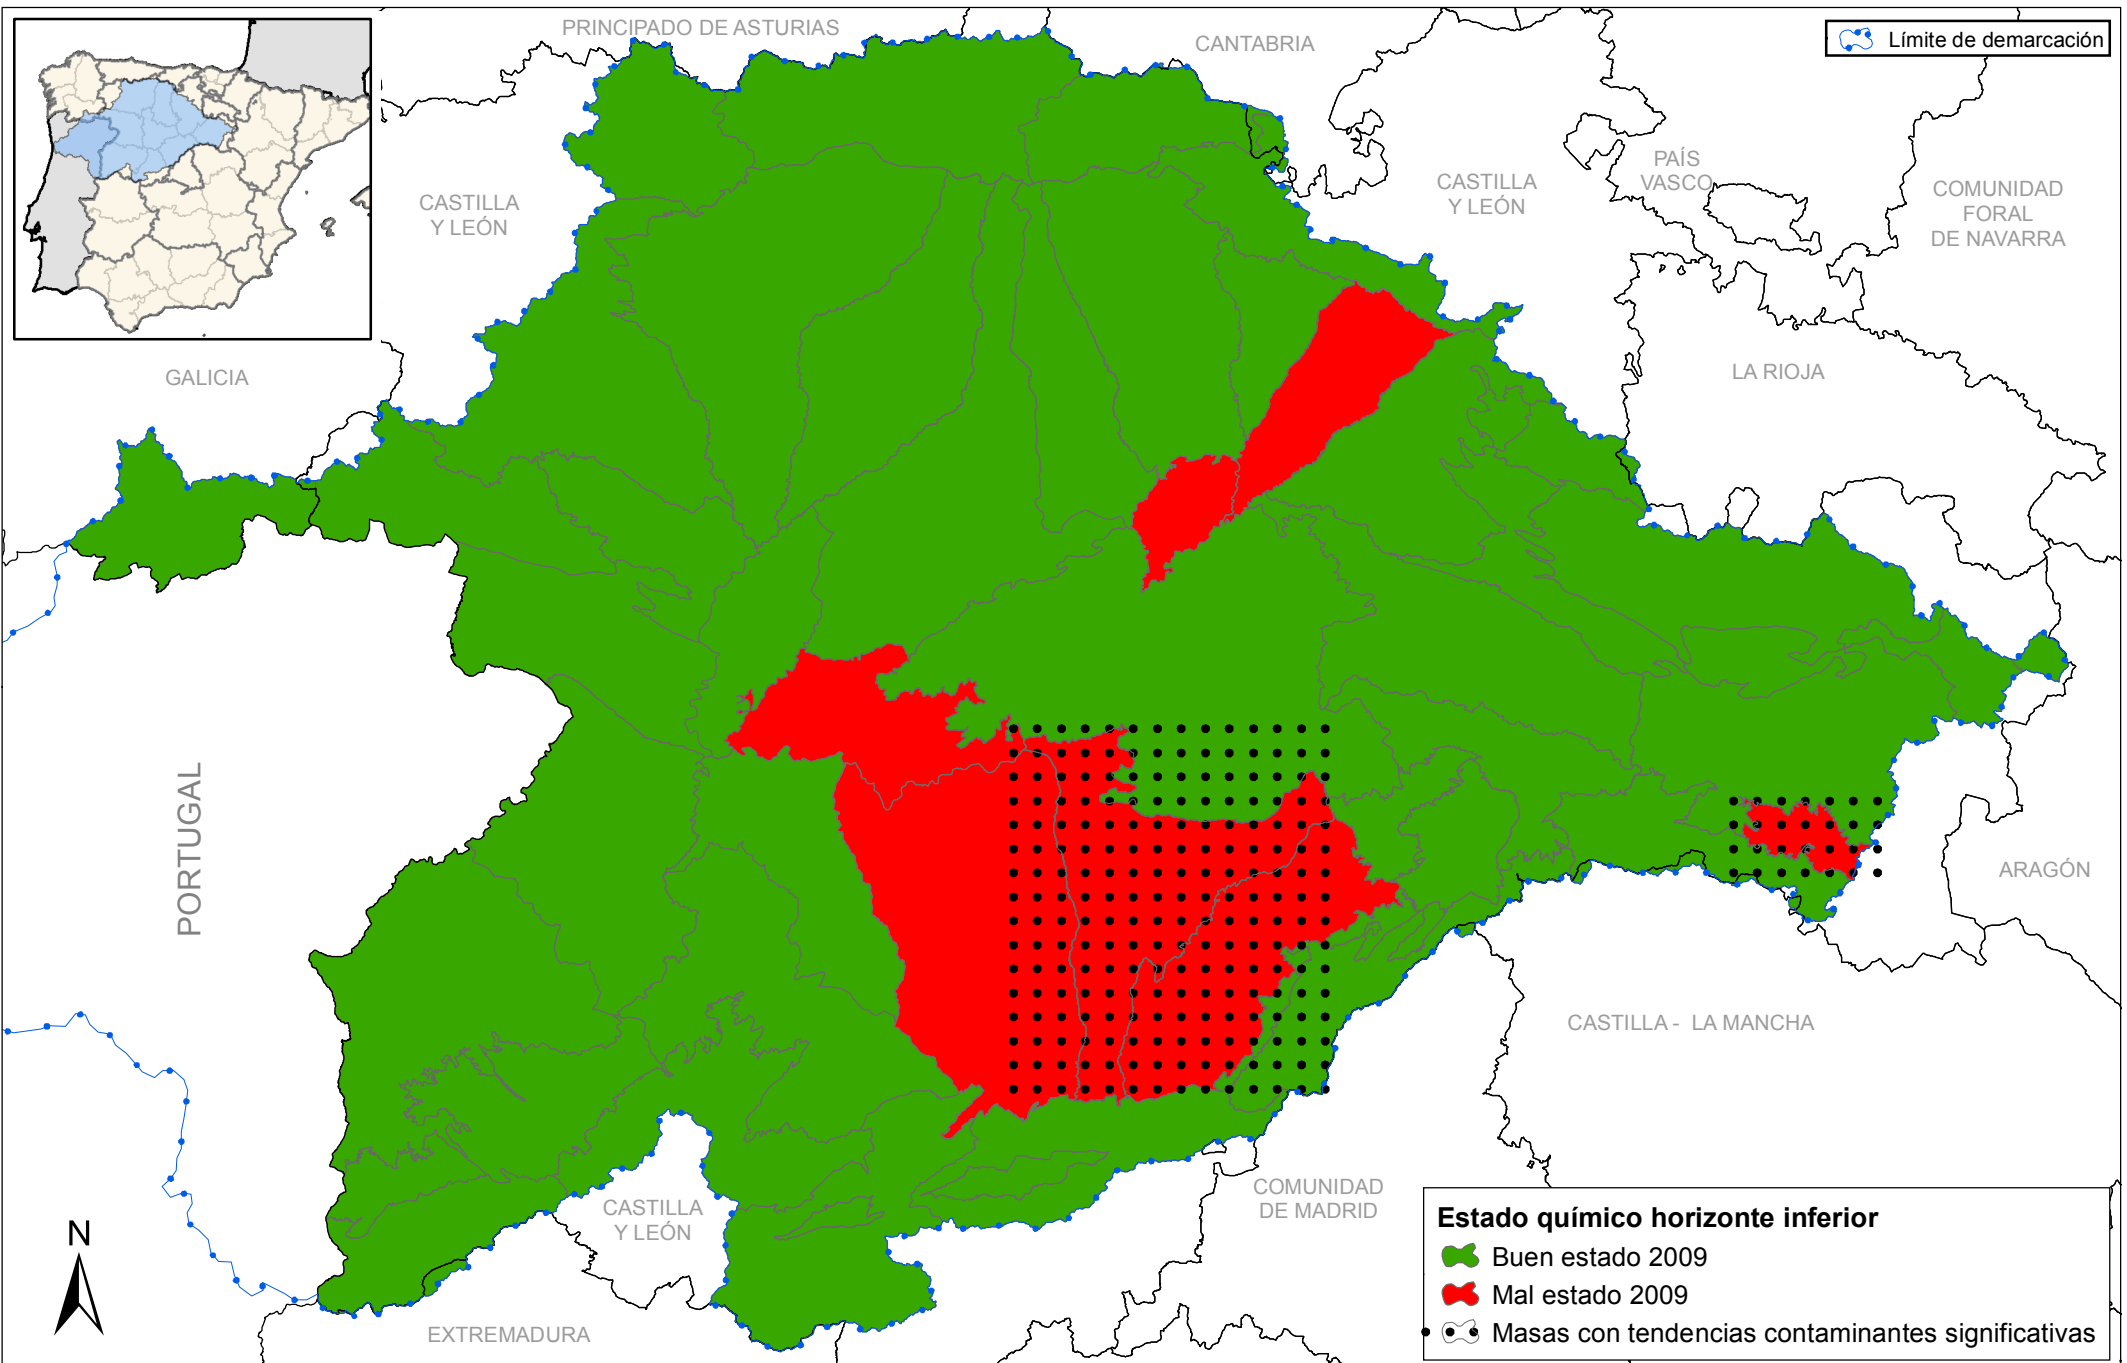 PRINCIPADO DE ASTURIAS
CANTABRIA
Límite de demarcación
CASTILLA
Y LEÓN
CASTILLA
Y LEÓN
PAÍS
VASCO
COMUNIDAD
FORAL
DE NAVARRA
GALICIA
LA RIOJA
PORTUGAL
ARAGÓN
CASTILLA - LA MANCHA
CASTILLA
Y LEÓN
COMUNIDAD
DE MADRID
EXTREMADURA
N
Estado químico horizonte inferior
Buen estado 2009
Mal estado 2009
Masas con tendencias contaminantes significativas